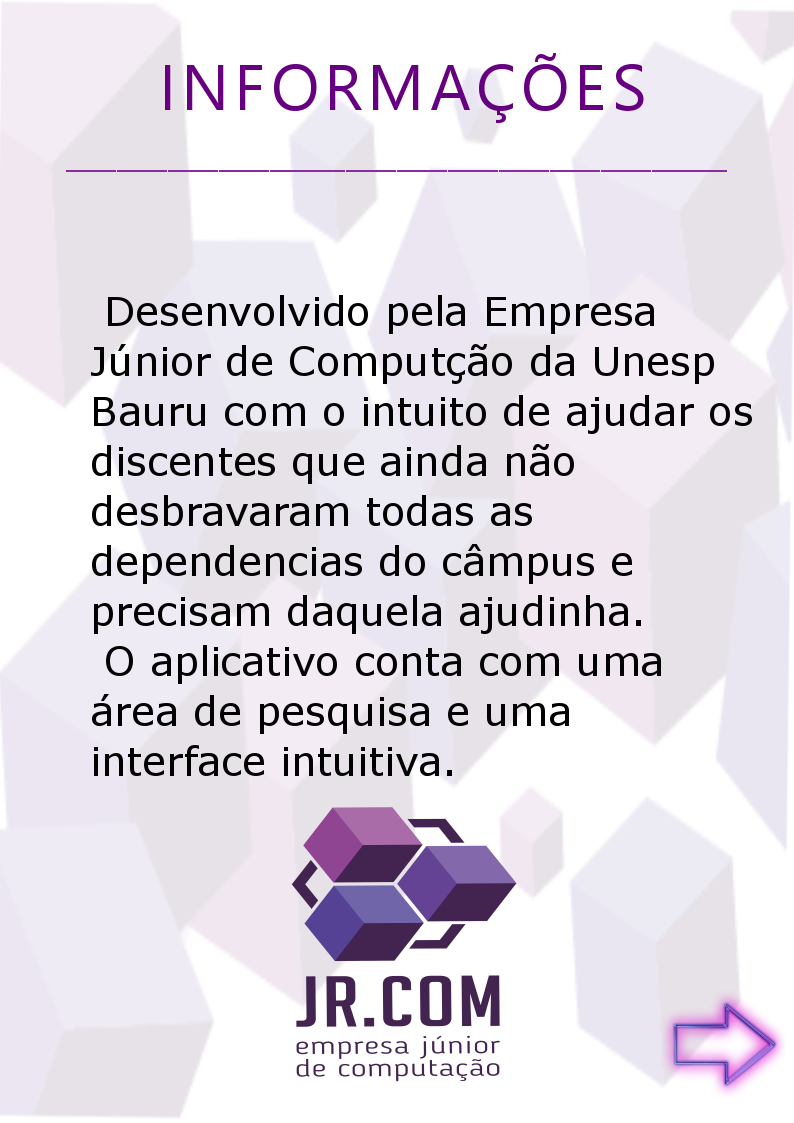 INFORMAÇÕES
Desenvolvido pela Empresa
Júnior de Computção da Unesp
Bauru com o intuito de ajudar os
discentes que ainda não
desbravaram todas as
dependencias do câmpus e
precisam daquela ajudinha.
O aplicativo conta com uma
área de pesquisa e uma
interface intuitiva.
JR.COM
empresa júnior
de computação